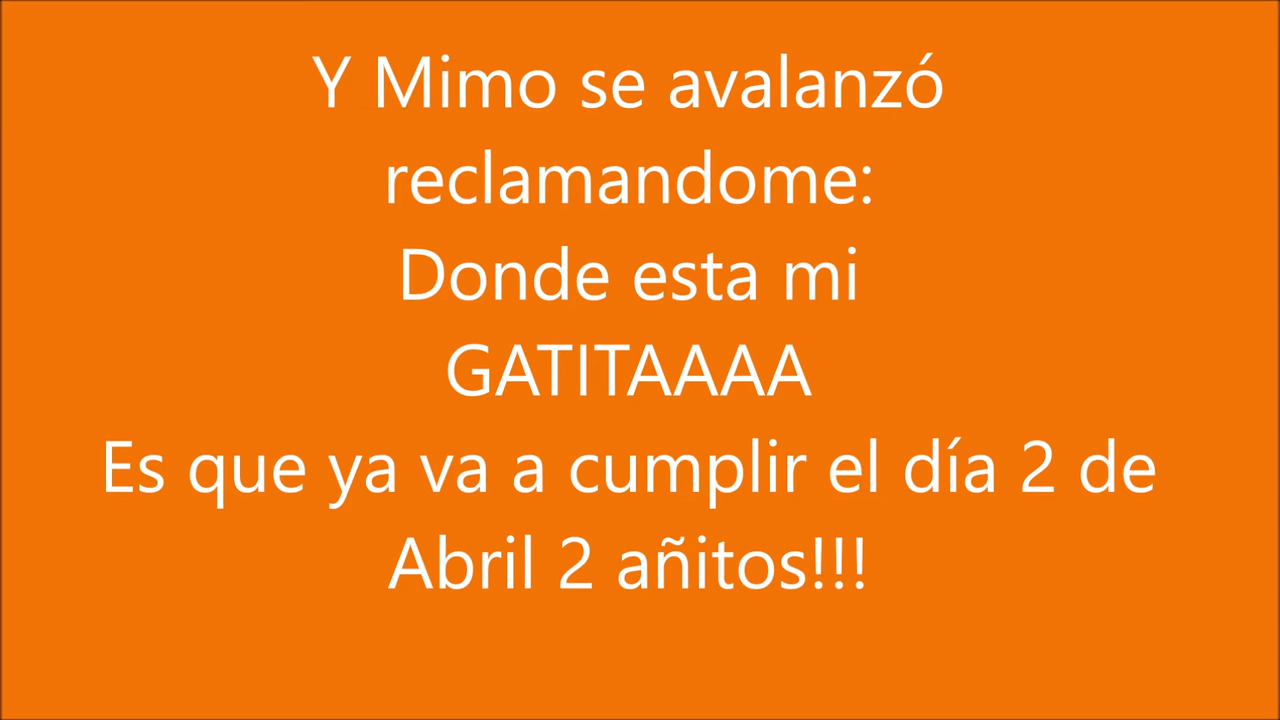 Y Mimo se avalanzó
reclamandome:
Donde esta mi
GATITAAAA
Es que ya va a cumplir el día 2 de
Abril 2 añitos!!!